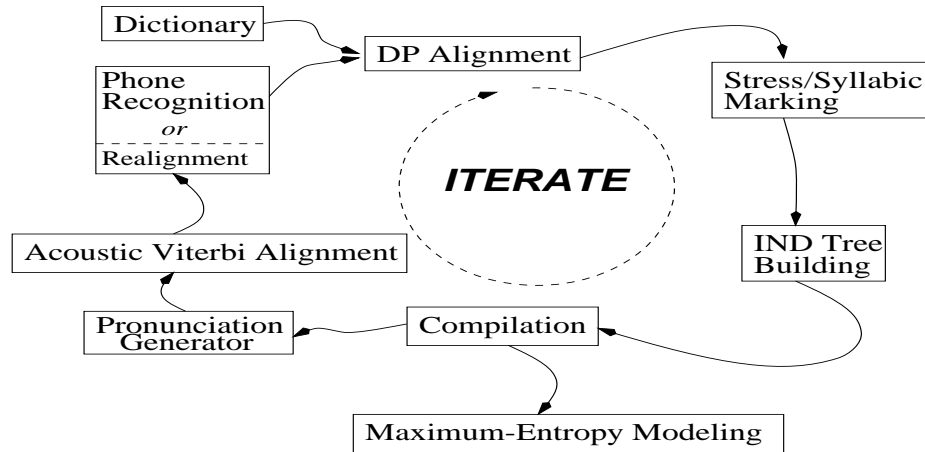 Dictionary
DP Alignment
Phone
Recognition
or
Realignment
Stress/Syllabic
Marking
ITERATE
Acoustic Viterbi Alignment
IND Tree
Building
Pronunciation
Generator
Compilation
Maximum-Entropy Modeling